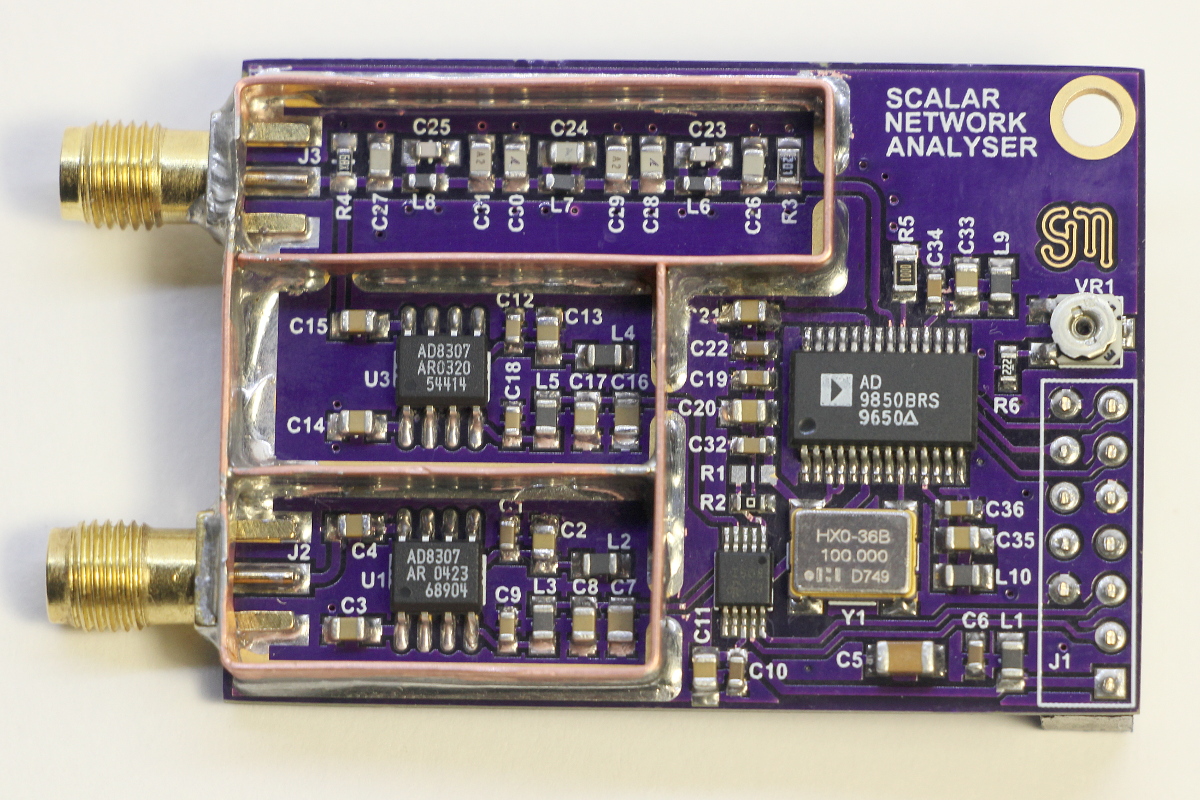 SCALAR
NETWORK
ANALYSER
C25
C24
C23
J3
R4
C27
L8
C31
C30
L7
C29
C28
L6
C26
R3
R5
C34
C33
L9
VR1
C15
C12
C13
L4
AD8307
AR0320
54414
U3
C18
L5
C17
C16
C14
C21
C22
C19
C20
C32
R1
R2
AD
9850BRS
9650
222
R6
J2
C4
C2
L2
U1
AD8307
AR 0423
68904
C3
C9
L3
C8
C7
HXO-36B
100.000
D749
Y1
C36
C35
L10
C11
C10
C5
C6
L1
J1